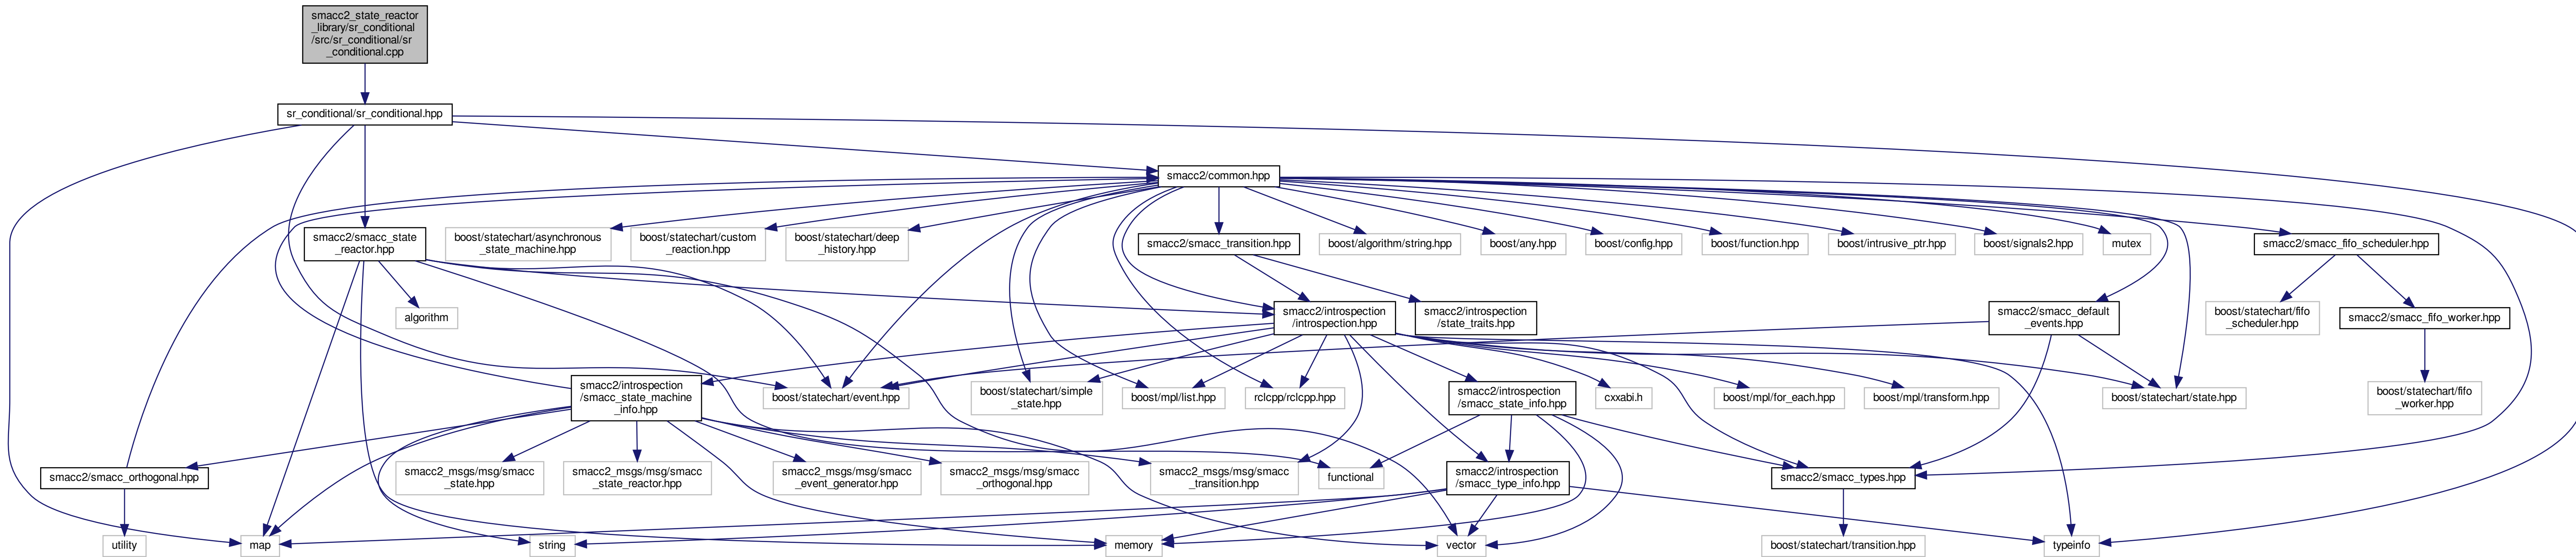 smacc2_state_reactor
_library/sr_conditional
/src/sr_conditional/sr
_conditional.cpp
sr_conditional/sr_conditional.hpp
smacc2/common.hpp
smacc2/smacc_state
_reactor.hpp
boost/statechart/asynchronous
_state_machine.hpp
boost/statechart/custom
_reaction.hpp
boost/statechart/deep
_history.hpp
smacc2/smacc_transition.hpp
boost/algorithm/string.hpp
boost/any.hpp
boost/config.hpp
boost/function.hpp
boost/intrusive_ptr.hpp
boost/signals2.hpp
mutex
smacc2/smacc_fifo_scheduler.hpp
algorithm
smacc2/introspection
/introspection.hpp
smacc2/introspection
/state_traits.hpp
smacc2/smacc_default
_events.hpp
boost/statechart/fifo
_scheduler.hpp
smacc2/smacc_fifo_worker.hpp
smacc2/introspection
/smacc_state_machine
_info.hpp
boost/statechart/event.hpp
boost/statechart/simple
_state.hpp
boost/mpl/list.hpp
rclcpp/rclcpp.hpp
smacc2/introspection
/smacc_state_info.hpp
cxxabi.h
boost/mpl/for_each.hpp
boost/mpl/transform.hpp
boost/statechart/state.hpp
boost/statechart/fifo
_worker.hpp
smacc2/smacc_orthogonal.hpp
smacc2_msgs/msg/smacc
_state.hpp
smacc2_msgs/msg/smacc
_state_reactor.hpp
smacc2_msgs/msg/smacc
_event_generator.hpp
smacc2_msgs/msg/smacc
_orthogonal.hpp
smacc2_msgs/msg/smacc
_transition.hpp
functional
smacc2/introspection
/smacc_type_info.hpp
smacc2/smacc_types.hpp
utility
map
string
memory
vector
boost/statechart/transition.hpp
typeinfo